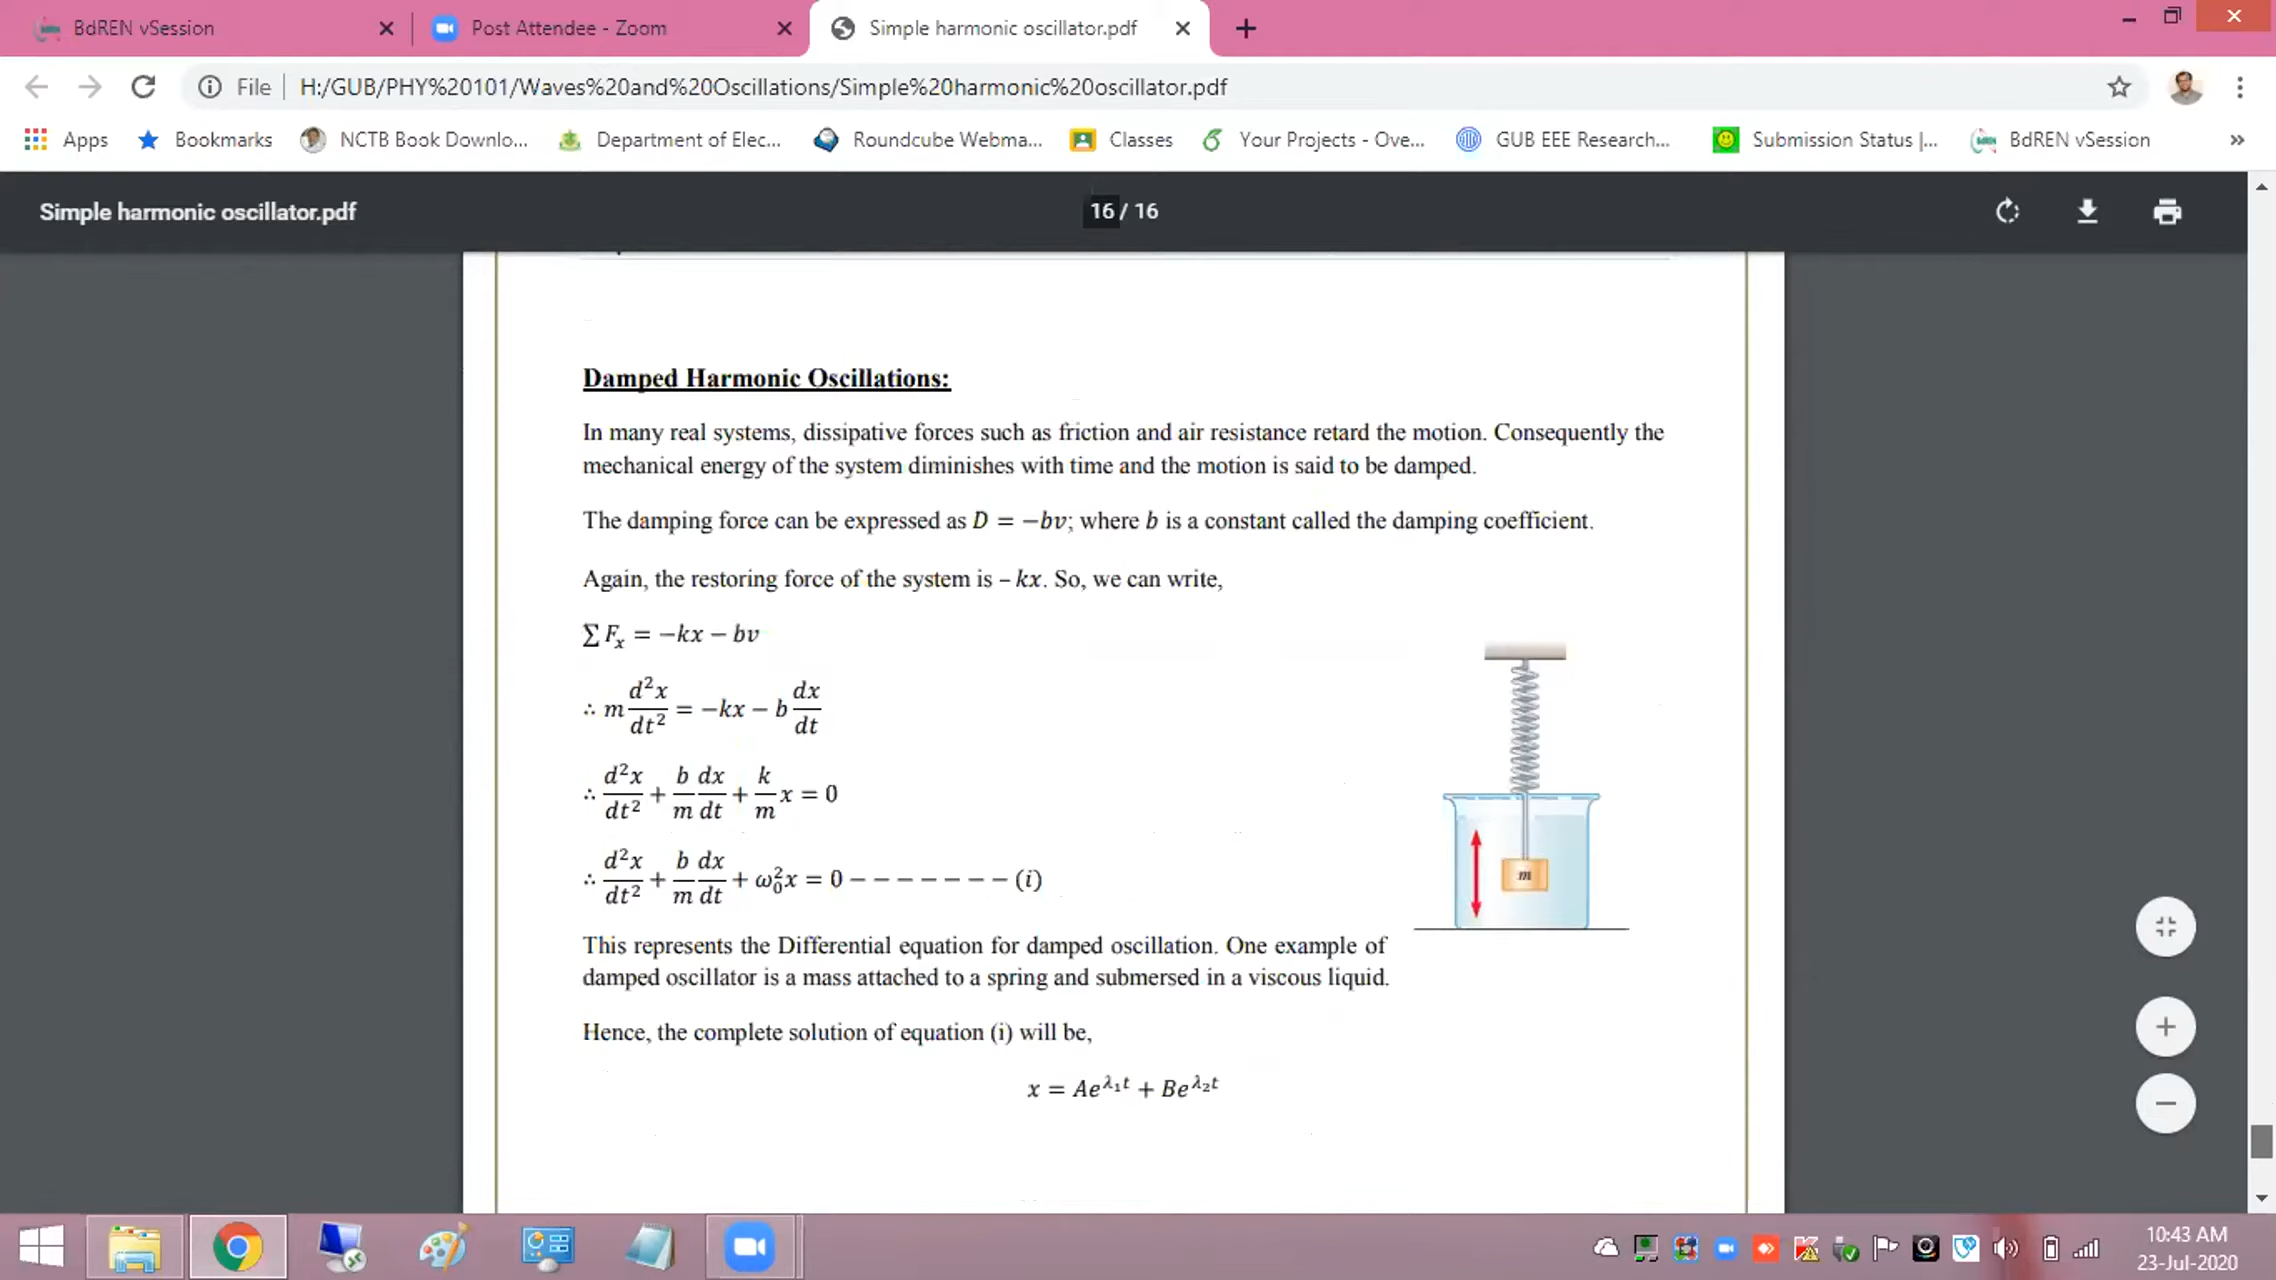 BdREN vSession
Post Attendee - Zoom
Simple harmonic oscillator.pdf
File | H:/GUB/PHY%20101/Waves%20and%20Oscillations/Simple%20harmonic%20oscillator.pdf
Apps Bookmarks NCTB Book Downlo... Department of Elec... Roundcube Webma... Classes Your Projects - Ove... GUB EEE Research... Submission Status |... BdREN vSession »
Simple harmonic oscillator.pdf
16 / 16
Damped Harmonic Oscillations:
In many real systems, dissipative forces such as friction and air resistance retard the motion. Consequently the
mechanical energy of the system diminishes with time and the motion is said to be damped.
The damping force can be expressed as D = −bv; where b is a constant called the damping coefficient.
Again, the restoring force of the system is – kx. So, we can write,
∑ Fₓ = −kx − bv
∴ m d²x/dt² = −kx − b dx/dt
∴ d²x/dt² + b/m dx/dt + k/m x = 0
∴ d²x/dt² + b/m dx/dt + ω₀²x = 0 − − − − − − − (i)
m
This represents the Differential equation for damped oscillation. One example of
damped oscillator is a mass attached to a spring and submersed in a viscous liquid.
Hence, the complete solution of equation (i) will be,
x = Ae^{λ₁t} + Be^{λ₂t}
10:43 AM
23-Jul-2020